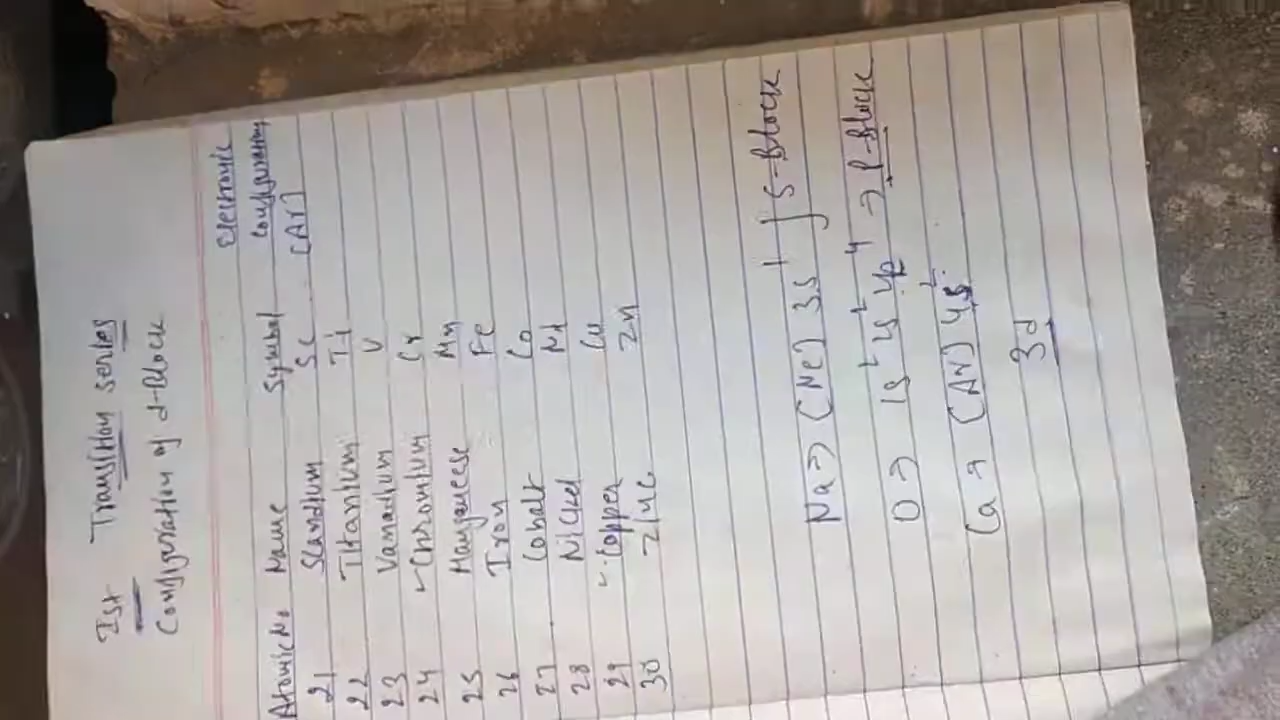 Ist Transition series
Configuration of d-Block
Atomic No Name Symbol Electronic Configuration
21 Scandium Sc [Ar]
22 Titanium Ti
23 Vanadium V
24 Chromium Cr
25 Manganese Mn
26 Iron Fe
27 Cobalt Co
28 Nickel Ni
29 Copper Cu
30 Zinc Zn
Na → [Ne] 3s¹ ] S-Block
O → 1s² 2s² 2p⁴ → P-Block
Ca → [Ar] 4s²
3d